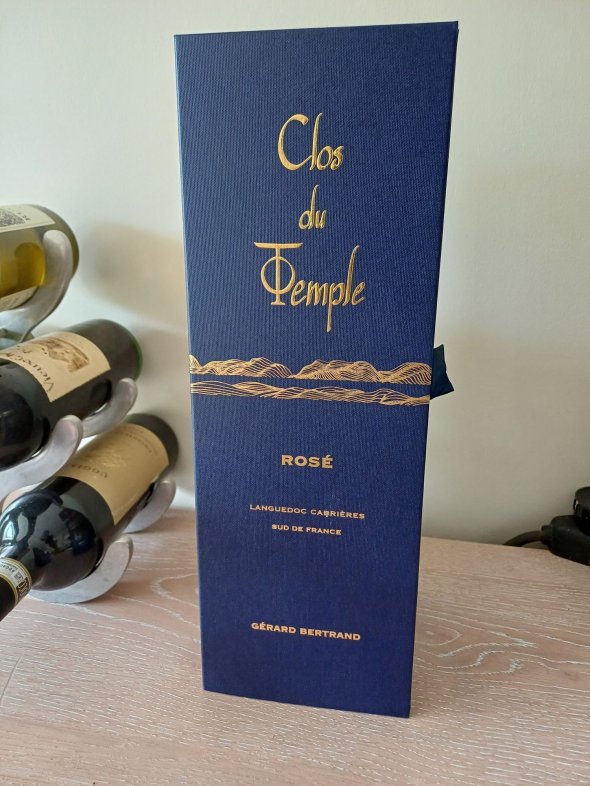 Clos
du
Temple
ROSÉ
LANGUEDOC CABRIÈRES
SUD DE FRANCE
GÉRARD BERTRAND